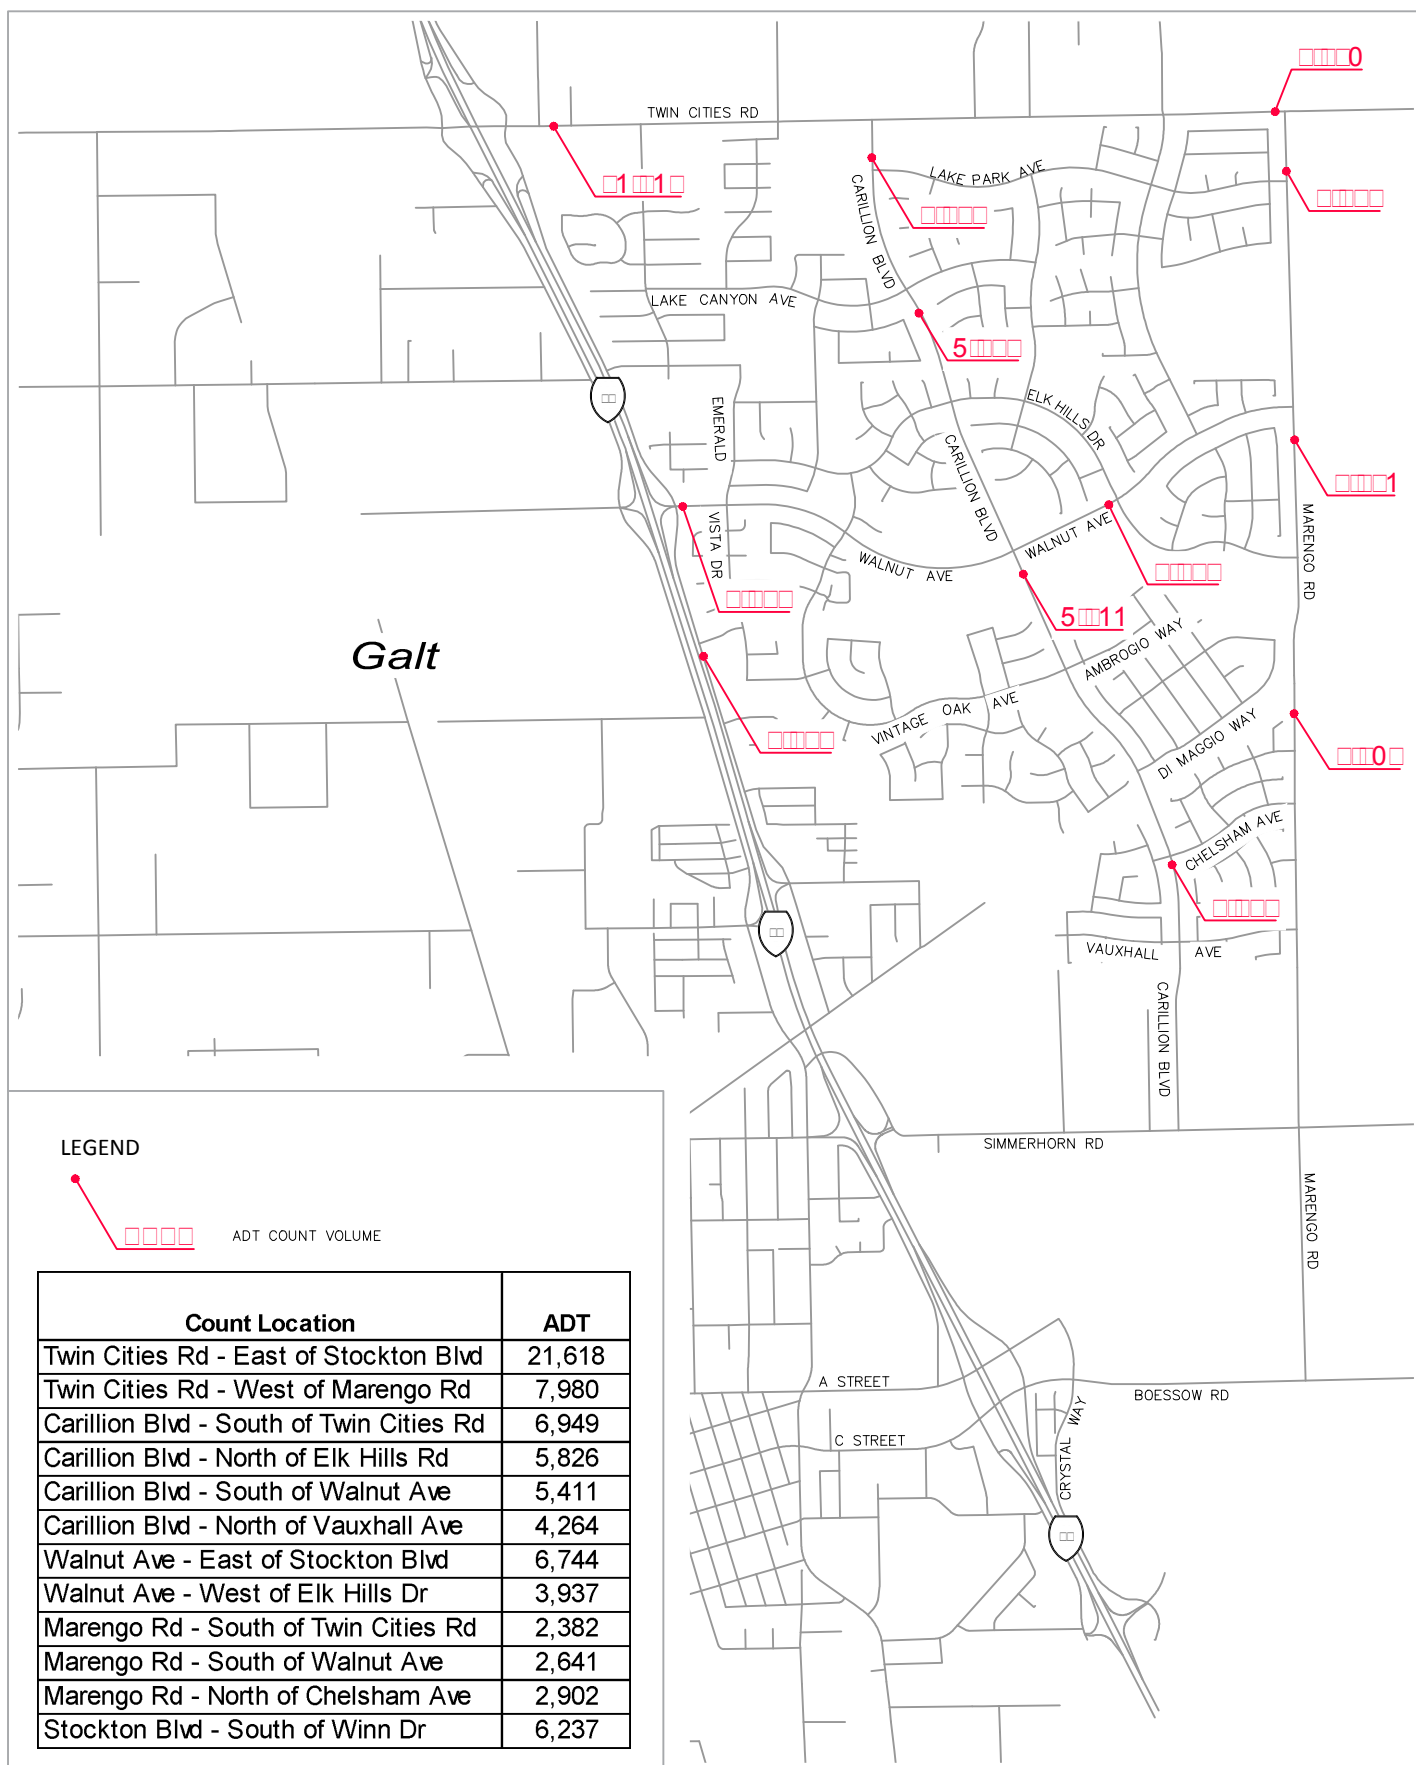 TWIN CITIES RD
LAKE PARK AVE
CARILLION BLVD
LAKE CANYON AVE
EMERALD
VISTA DR
ELK HILLS DR
CARILLION BLVD
WALNUT AVE
WALNUT AVE
MARENGO RD
Galt
AMBROGIO WAY
VINTAGE OAK AVE
DI MAGGIO WAY
CHELSHAM AVE
VAUXHALL AVE
CARILLION BLVD
SIMMERHORN RD
MARENGO RD
A STREET
BOESSOW RD
C STREET
CRYSTAL WAY
LEGEND
ADT COUNT VOLUME
Count Location ADT
Twin Cities Rd - East of Stockton Blvd 21,618
Twin Cities Rd - West of Marengo Rd 7,980
Carillion Blvd - South of Twin Cities Rd 6,949
Carillion Blvd - North of Elk Hills Rd 5,826
Carillion Blvd - South of Walnut Ave 5,411
Carillion Blvd - North of Vauxhall Ave 4,264
Walnut Ave - East of Stockton Blvd 6,744
Walnut Ave - West of Elk Hills Dr 3,937
Marengo Rd - South of Twin Cities Rd 2,382
Marengo Rd - South of Walnut Ave 2,641
Marengo Rd - North of Chelsham Ave 2,902
Stockton Blvd - South of Winn Dr 6,237